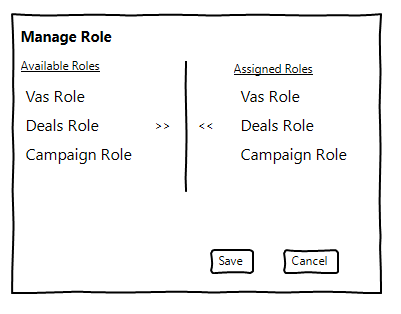 Manage Role
Available Roles
Assigned Roles
Vas Role
Vas Role
Deals Role >> << Deals Role
Campaign Role
Campaign Role
Save
Cancel